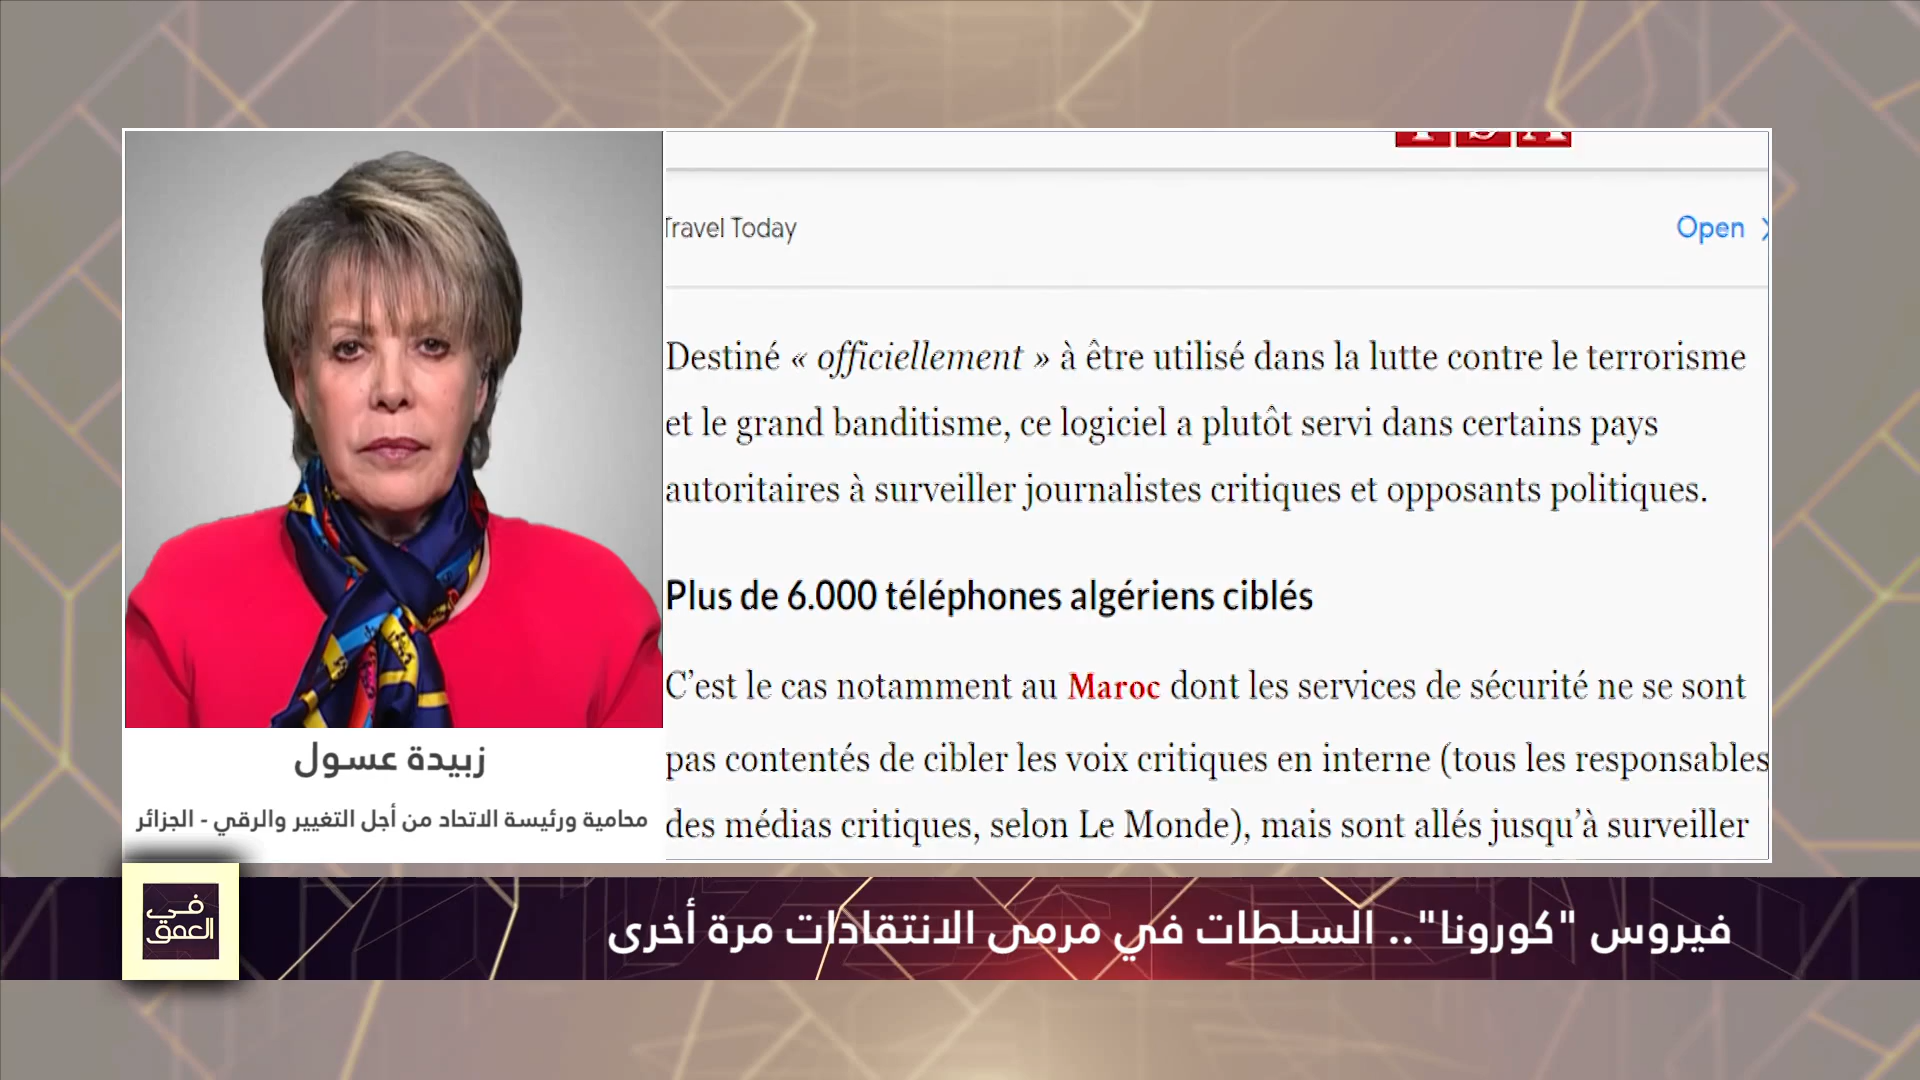 TSA
Travel Today
Open
Destiné « officiellement » à être utilisé dans la lutte contre le terrorisme
et le grand banditisme, ce logiciel a plutôt servi dans certains pays
autoritaires à surveiller journalistes critiques et opposants politiques.
Plus de 6.000 téléphones algériens ciblés
C’est le cas notamment au Maroc dont les services de sécurité ne se sont
pas contentés de cibler les voix critiques en interne (tous les responsables
des médias critiques, selon Le Monde), mais sont allés jusqu’à surveiller
زبيدة عسول
محامية ورئيسة الاتحاد من أجل التغيير والرقي - الجزائر
فيروس "كورونا".. السلطات في مرمى الانتقادات مرة أخرى
في
العمق